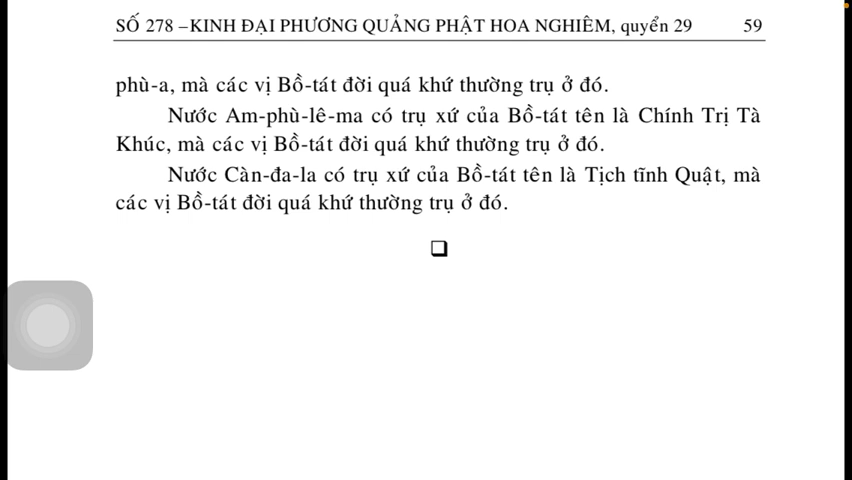 SỐ 278 –KINH ĐẠI PHƯƠNG QUẢNG PHẬT HOA NGHIÊM, quyển 29 59
phù-a, mà các vị Bồ-tát đời quá khứ thường trụ ở đó.
Nước Am-phù-lê-ma có trụ xứ của Bồ-tát tên là Chính Trị Tà
Khúc, mà các vị Bồ-tát đời quá khứ thường trụ ở đó.
Nước Càn-đa-la có trụ xứ của Bồ-tát tên là Tịch tĩnh Quật, mà
các vị Bồ-tát đời quá khứ thường trụ ở đó.